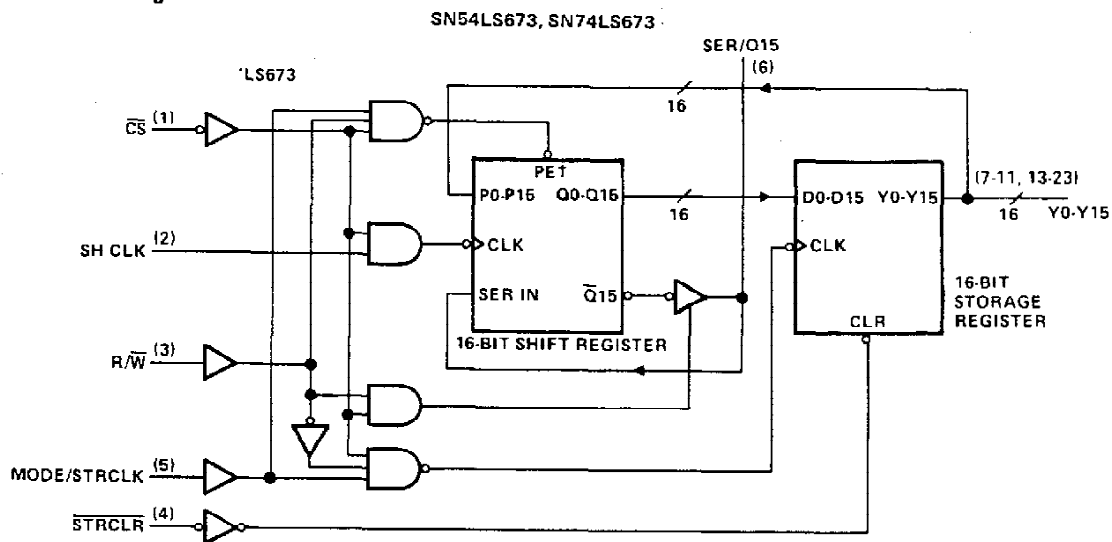 SN54LS673, SN74LS673
SER/Q15
(6)
'LS673
16
CS (1)
PE†
(7-11, 13-23)
P0-P15 Q0-Q15
16
D0-D15 Y0-Y15
16 Y0-Y15
SH CLK (2)
CLK
CLK
SER IN Q15
16-BIT
STORAGE
REGISTER
CLR
16-BIT SHIFT REGISTER
R/W (3)
MODE/STRCLK (5)
STRCLR (4)